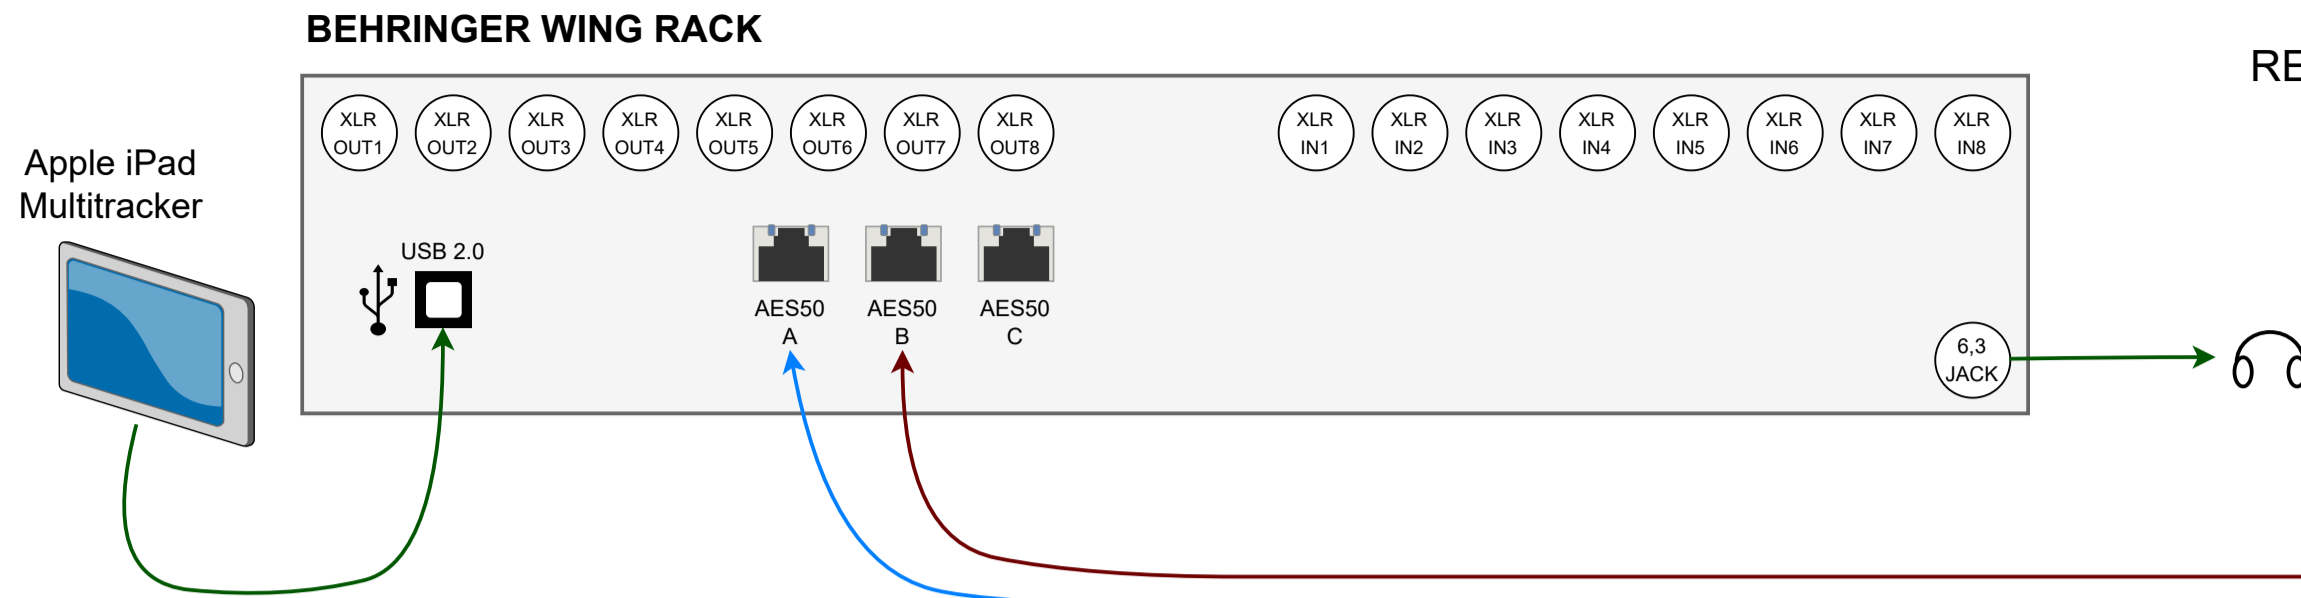 BEHRINGER WING RACK
RE
XLR
OUT1
XLR
OUT2
XLR
OUT3
XLR
OUT4
XLR
OUT5
XLR
OUT6
XLR
OUT7
XLR
OUT8
XLR
IN1
XLR
IN2
XLR
IN3
XLR
IN4
XLR
IN5
XLR
IN6
XLR
IN7
XLR
IN8
Apple iPad
Multitracker
USB 2.0
AES50
A
AES50
B
AES50
C
6,3
JACK